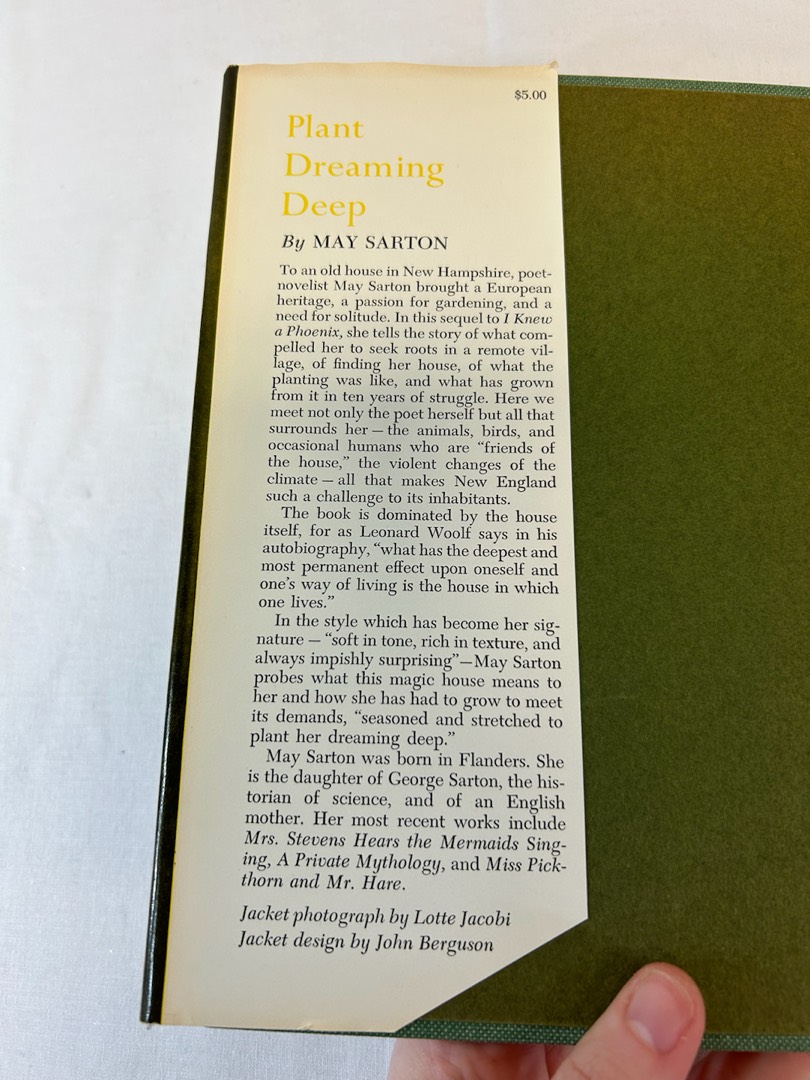 $5.00
Plant
Dreaming
Deep
By MAY SARTON
To an old house in New Hampshire, poet-
novelist May Sarton brought a European
heritage, a passion for gardening, and a
need for solitude. In this sequel to I Knew
a Phoenix, she tells the story of what com-
pelled her to seek roots in a remote vil-
lage, of finding her house, of what the
planting was like, and what has grown
from it in ten years of struggle. Here we
meet not only the poet herself but all that
surrounds her — the animals, birds, and
occasional humans who are “friends of
the house,” the violent changes of the
climate — all that makes New England
such a challenge to its inhabitants.
The book is dominated by the house
itself, for as Leonard Woolf says in his
autobiography, “what has the deepest and
most permanent effect upon oneself and
one’s way of living is the house in which
one lives.”
In the style which has become her sig-
nature — “soft in tone, rich in texture, and
always impishly surprising”—May Sarton
probes what this magic house means to
her and how she has had to grow to meet
its demands, “seasoned and stretched to
plant her dreaming deep.”
May Sarton was born in Flanders. She
is the daughter of George Sarton, the his-
torian of science, and of an English
mother. Her most recent works include
Mrs. Stevens Hears the Mermaids Sing-
ing, A Private Mythology, and Miss Pick-
thorn and Mr. Hare.
Jacket photograph by Lotte Jacobi
Jacket design by John Berguson